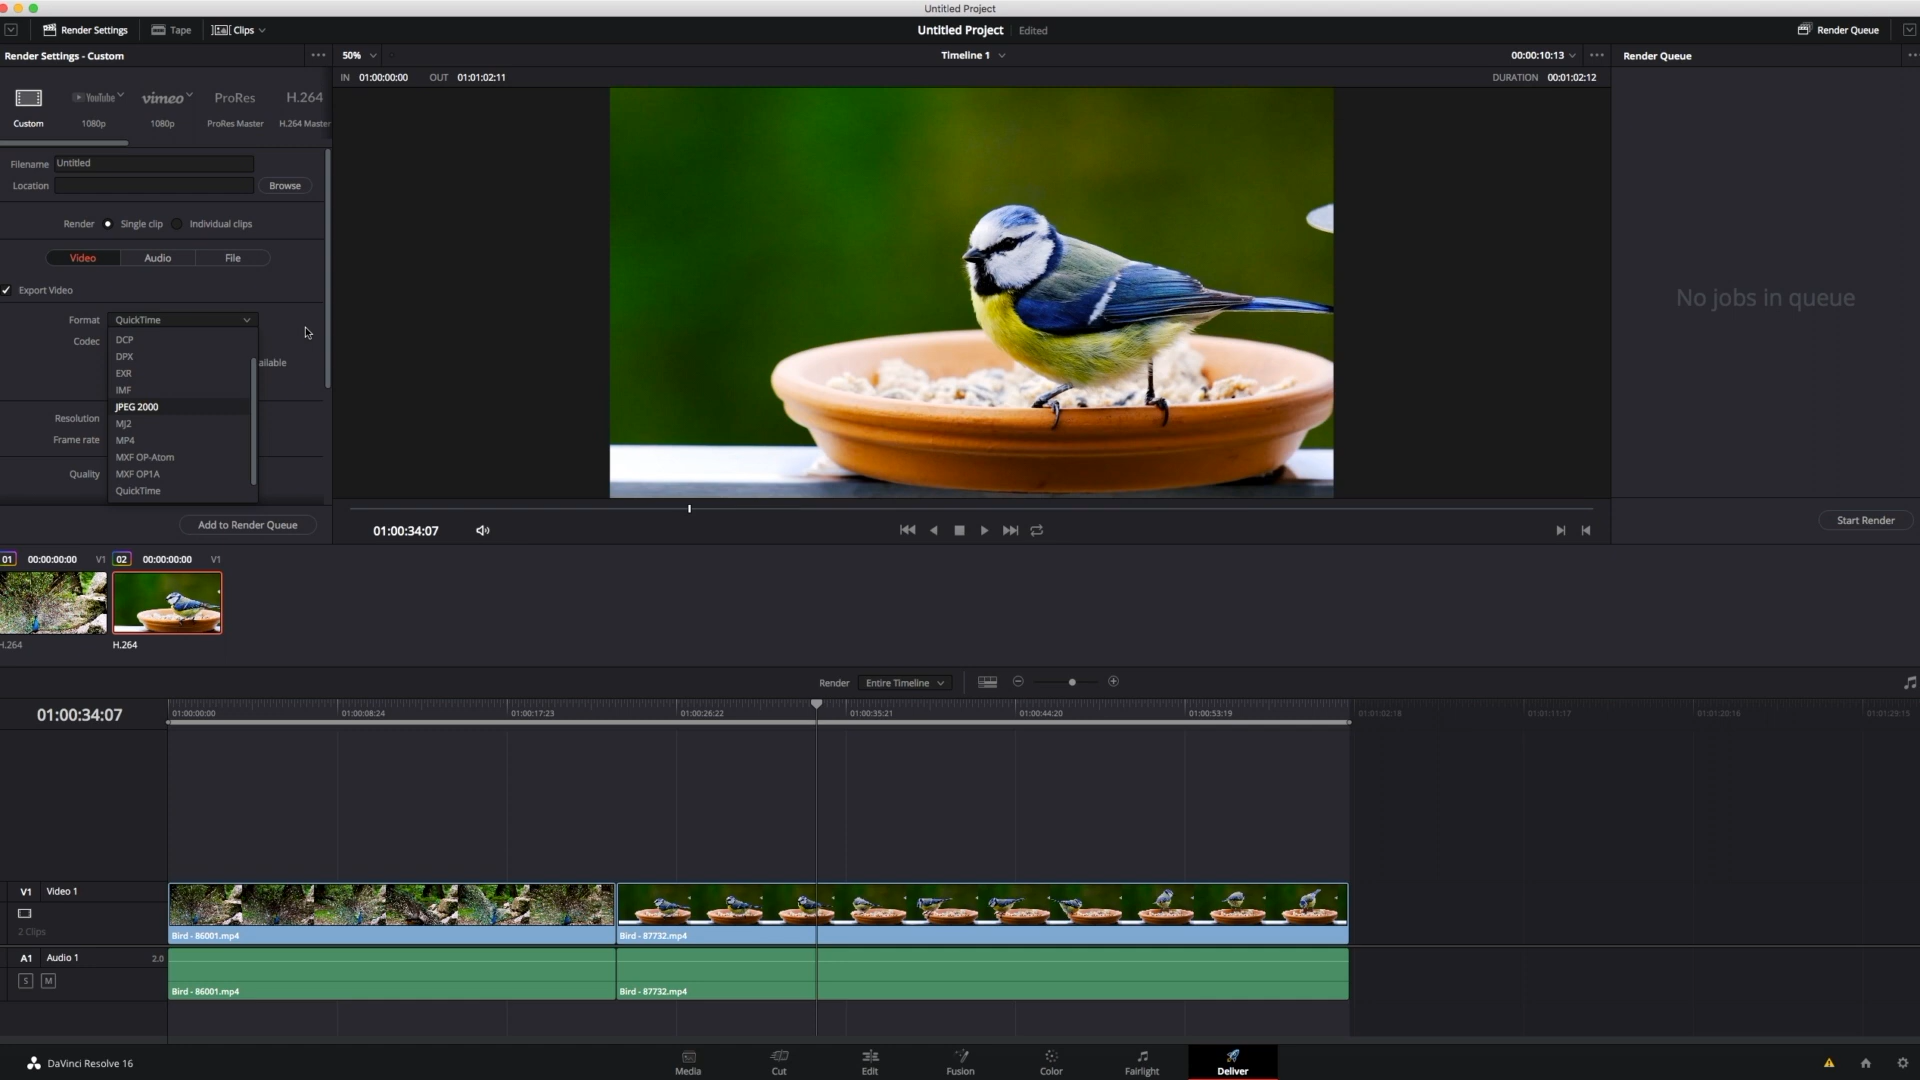 Untitled Project
Render Settings Tape Clips Untitled Project Edited Render Queue
Render Settings - Custom 50% Timeline 1 00:00:10:13 Render Queue
IN 01:00:00:00 OUT 01:01:02:11 DURATION 00:01:02:12
YouTube vimeo ProRes H.264
Custom 1080p 1080p ProRes Master H.264 Master
Filename Untitled
Location Browse
Render Single clip Individual clips
Video Audio File
Export Video
No jobs in queue
Format QuickTime
Codec DCP
DPX ailable
EXR
IMF
JPEG 2000
Resolution MJ2
Frame rate MP4
MXF OP-Atom
Quality MXF OP1A
QuickTime
Add to Render Queue 01:00:34:07 Start Render
01 00:00:00:00 V1 02 00:00:00:00 V1
H.264 H.264
Render Entire Timeline
01:00:34:07 01:00:00:00 01:00:08:24 01:00:17:23 01:00:26:22 01:00:35:21 01:00:44:20 01:00:53:19 01:01:02:18 01:01:11:17 01:01:20:16 01:01:29:15
V1 Video 1
2 Clips
Bird - 86001.mp4 Bird - 87732.mp4
A1 Audio 1 2.0
S M
Bird - 86001.mp4 Bird - 87732.mp4
DaVinci Resolve 16 Media Cut Edit Fusion Color Fairlight Deliver